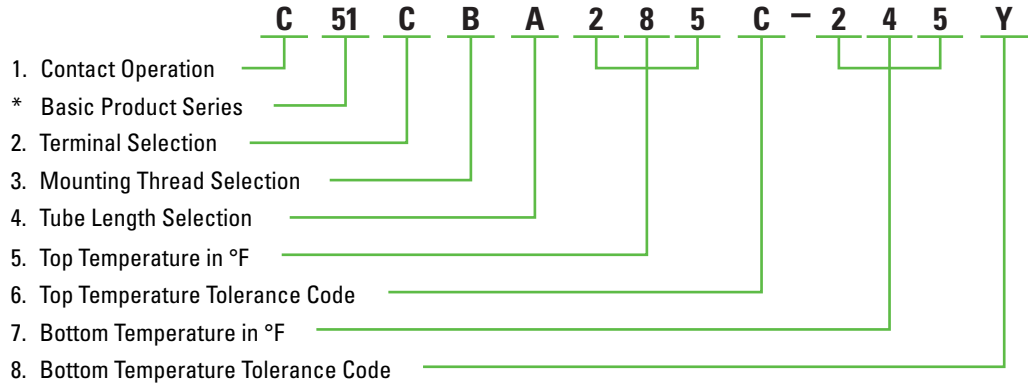 C 51 C B A 2 8 5 C – 2 4 5 Y
1. Contact Operation
* Basic Product Series
2. Terminal Selection
3. Mounting Thread Selection
4. Tube Length Selection
5. Top Temperature in °F
6. Top Temperature Tolerance Code
7. Bottom Temperature in °F
8. Bottom Temperature Tolerance Code